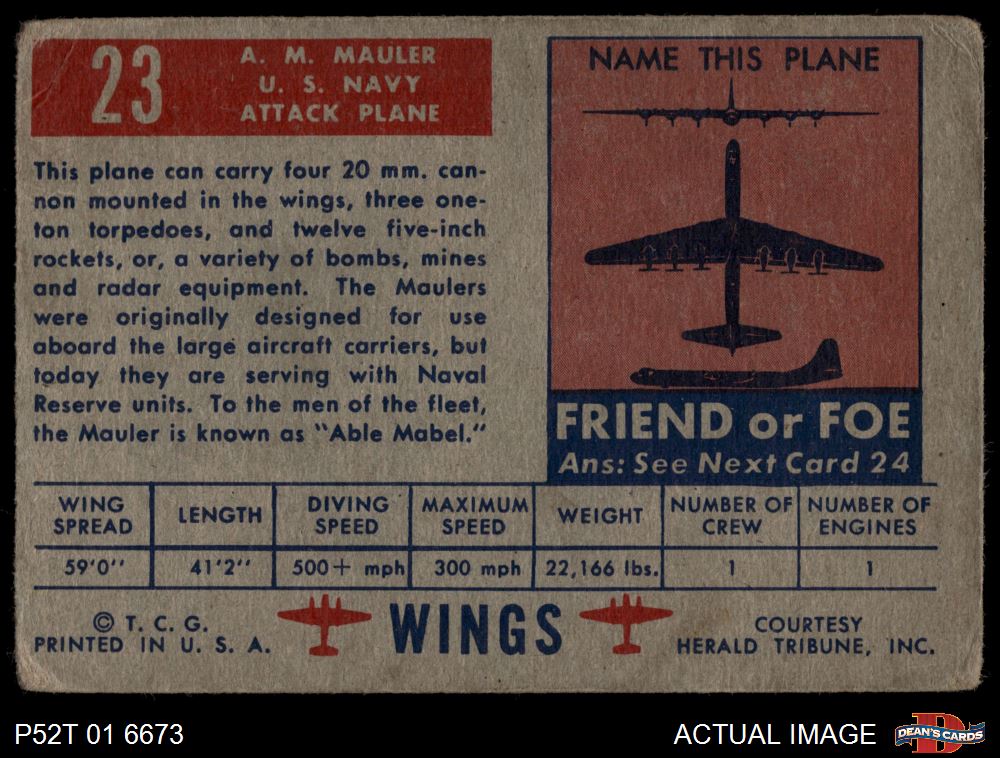 23
A. M. MAULER
U. S. NAVY
ATTACK PLANE
This plane can carry four 20 mm. can-
non mounted in the wings, three one-
ton torpedoes, and twelve five-inch
rockets, or, a variety of bombs, mines
and radar equipment. The Maulers
were originally designed for use
aboard the large aircraft carriers, but
today they are serving with Naval
Reserve units. To the men of the fleet,
the Mauler is known as "Able Mabel."
NAME THIS PLANE
FRIEND or FOE
Ans: See Next Card 24
WING SPREAD LENGTH DIVING SPEED MAXIMUM SPEED WEIGHT NUMBER OF CREW NUMBER OF ENGINES
59'0'' 41'2'' 500+ mph 300 mph 22,166 lbs. 1 1
© T. C. G.
PRINTED IN U. S. A.
WINGS
COURTESY
HERALD TRIBUNE, INC.
P52T 01 6673
ACTUAL IMAGE
D
DEAN'S CARDS